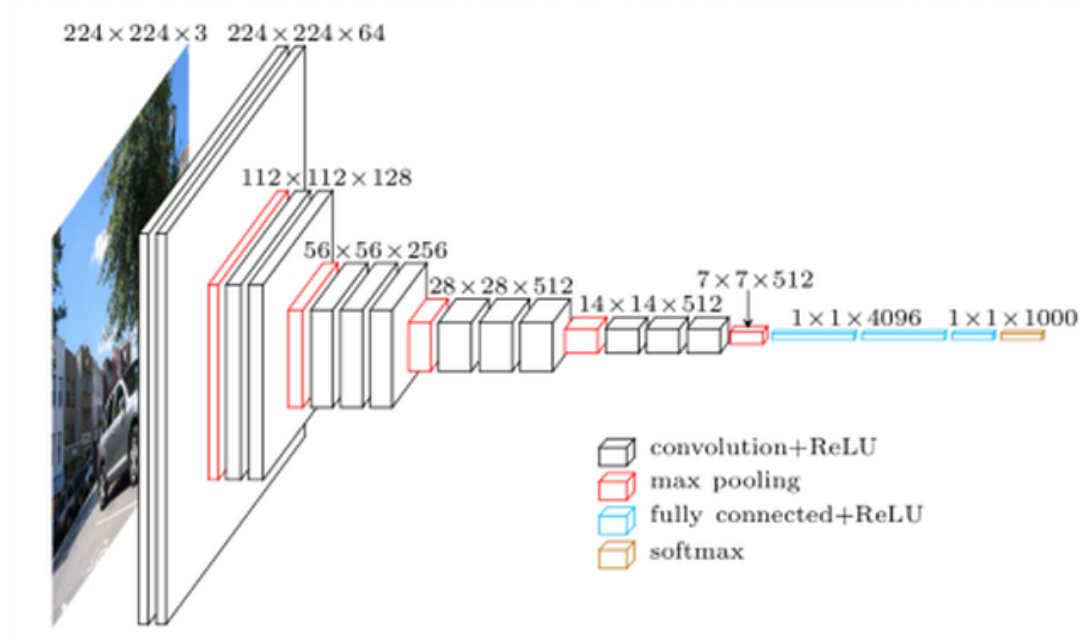 224×224×3
224×224×64
112×112×128
56×56×256
28×28×512
14×14×512
7×7×512
1×1×4096
1×1×1000
convolution+ReLU
max pooling
fully connected+ReLU
softmax